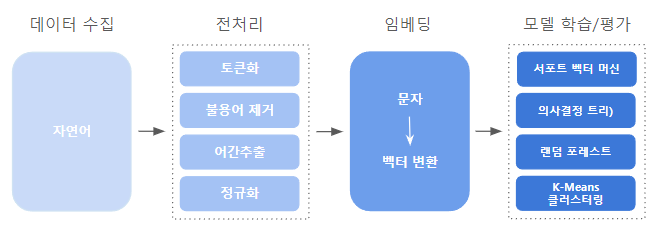 데이터 수집
전처리
임베딩
모델 학습/평가
자연어
토큰화
불용어 제거
어간추출
정규화
문자
벡터 변환
서포트 벡터 머신
의사결정 트리)
랜덤 포레스트
K-Means
클러스터링